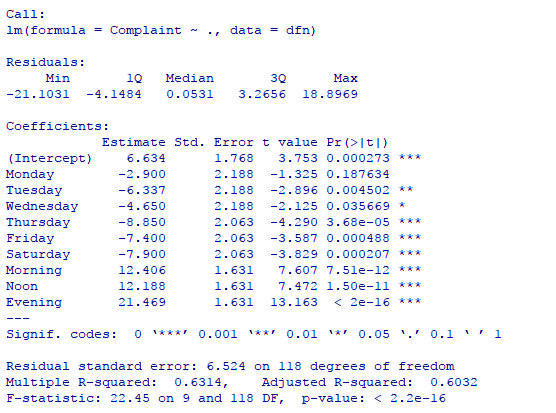 Call:
lm(formula = Complaint ~ ., data = dfn)
Residuals:
Min 1Q Median 3Q Max
-21.1031 -4.1484 0.0531 3.2656 18.8969
Coefficients:
Estimate Std. Error t value Pr(>|t|)
(Intercept) 6.634 1.768 3.753 0.000273 ***
Monday -2.900 2.188 -1.325 0.187634
Tuesday -6.337 2.188 -2.896 0.004502 **
Wednesday -4.650 2.188 -2.125 0.035669 *
Thursday -8.850 2.063 -4.290 3.68e-05 ***
Friday -7.400 2.063 -3.587 0.000488 ***
Saturday -7.900 2.063 -3.829 0.000207 ***
Morning 12.406 1.631 7.607 7.51e-12 ***
Noon 12.188 1.631 7.472 1.50e-11 ***
Evening 21.469 1.631 13.163 < 2e-16 ***
---
Signif. codes: 0 ‘***’ 0.001 ‘**’ 0.01 ‘*’ 0.05 ‘.’ 0.1 ‘ ’ 1
Residual standard error: 6.524 on 118 degrees of freedom
Multiple R-squared: 0.6314, Adjusted R-squared: 0.6032
F-statistic: 22.45 on 9 and 118 DF, p-value: < 2.2e-16